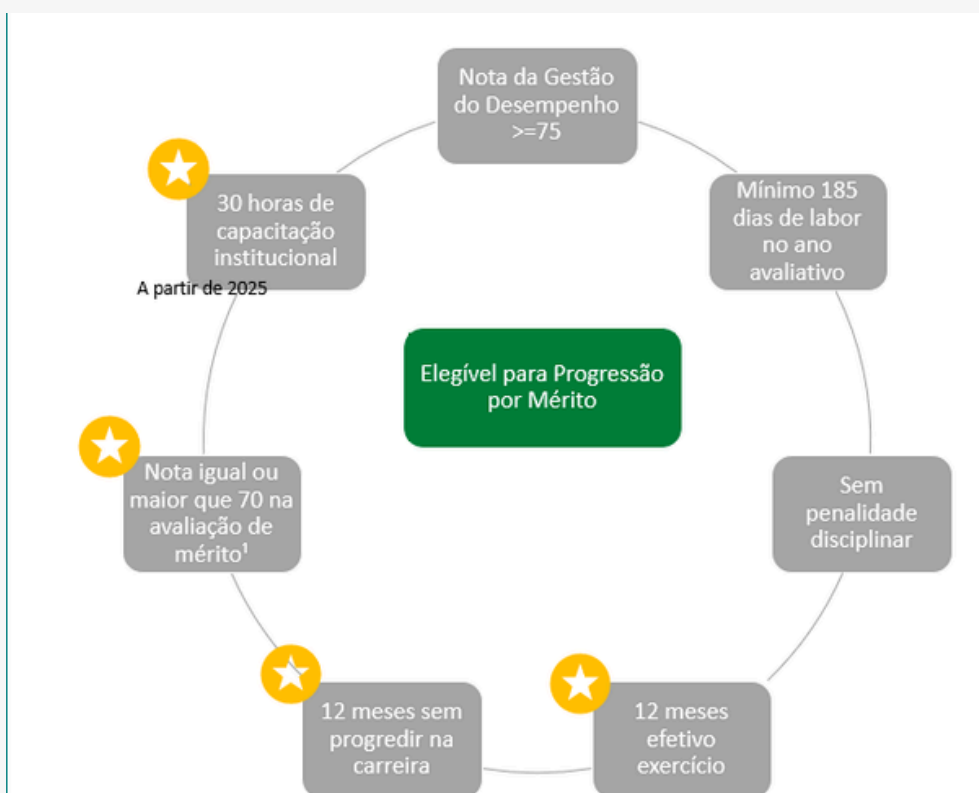 Nota da Gestão
do Desempenho
>=75
Mínimo 185
dias de labor
no ano
avaliativo
Sem
penalidade
disciplinar
12 meses
efetivo
exercício
12 meses sem
progredir na
carreira
Nota igual ou
maior que 70 na
avaliação de
mérito¹
30 horas de
capacitação
institucional
A partir de 2025
Elegível para Progressão
por Mérito